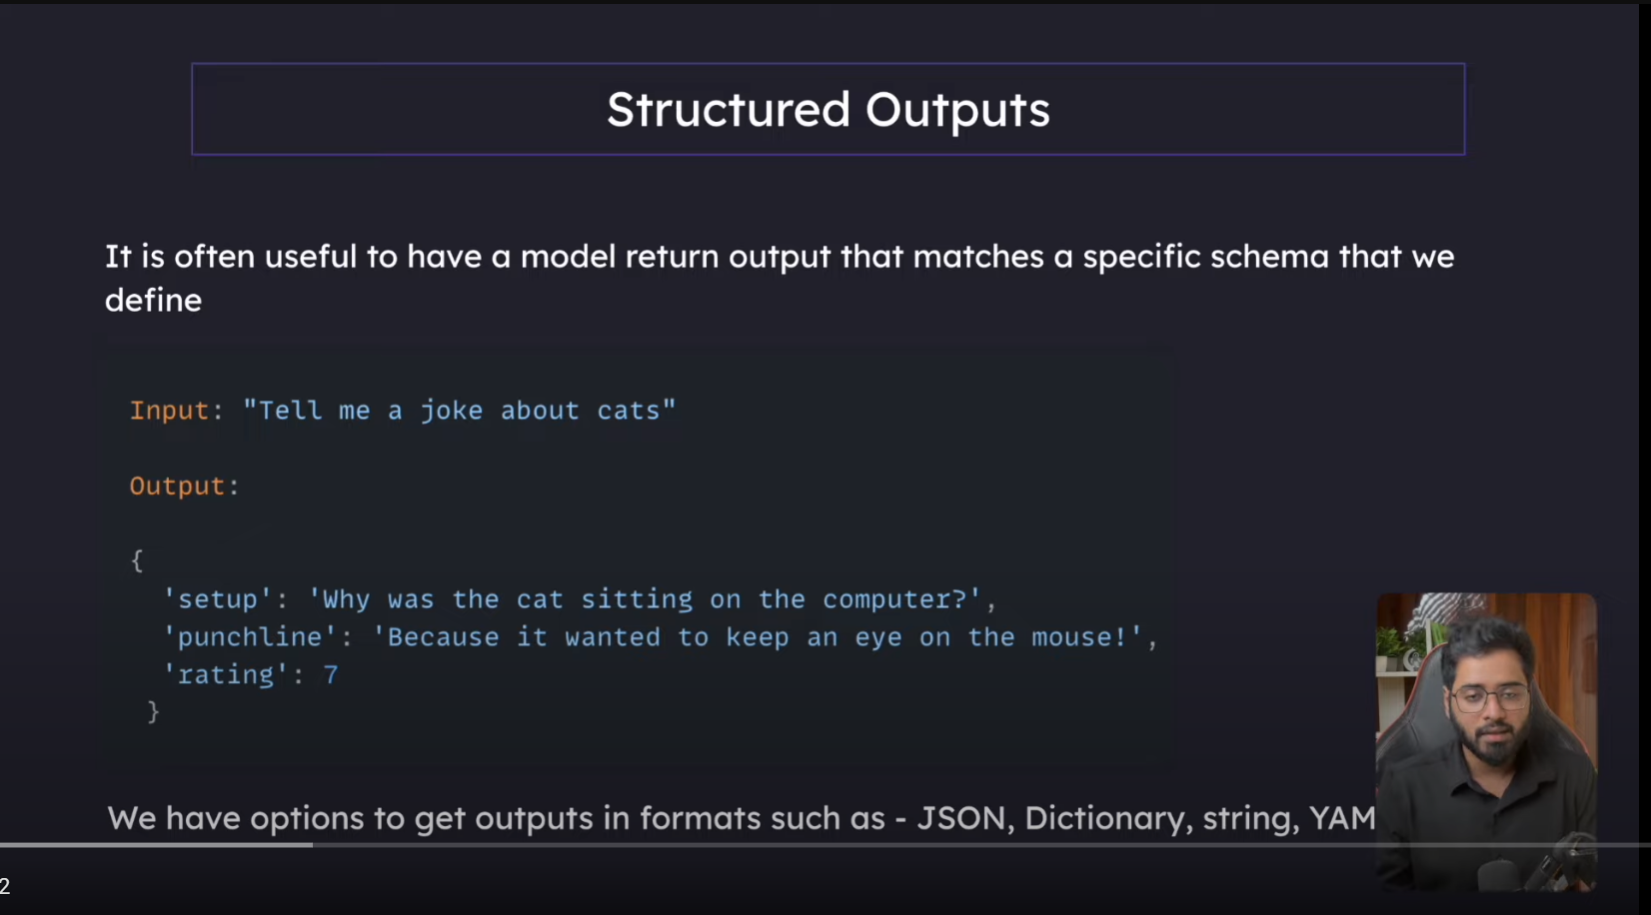 Structured Outputs
It is often useful to have a model return output that matches a specific schema that we
define
Input: "Tell me a joke about cats"
Output:
{
'setup': 'Why was the cat sitting on the computer?',
'punchline': 'Because it wanted to keep an eye on the mouse!',
'rating': 7
}
We have options to get outputs in formats such as - JSON, Dictionary, string, YAM
2